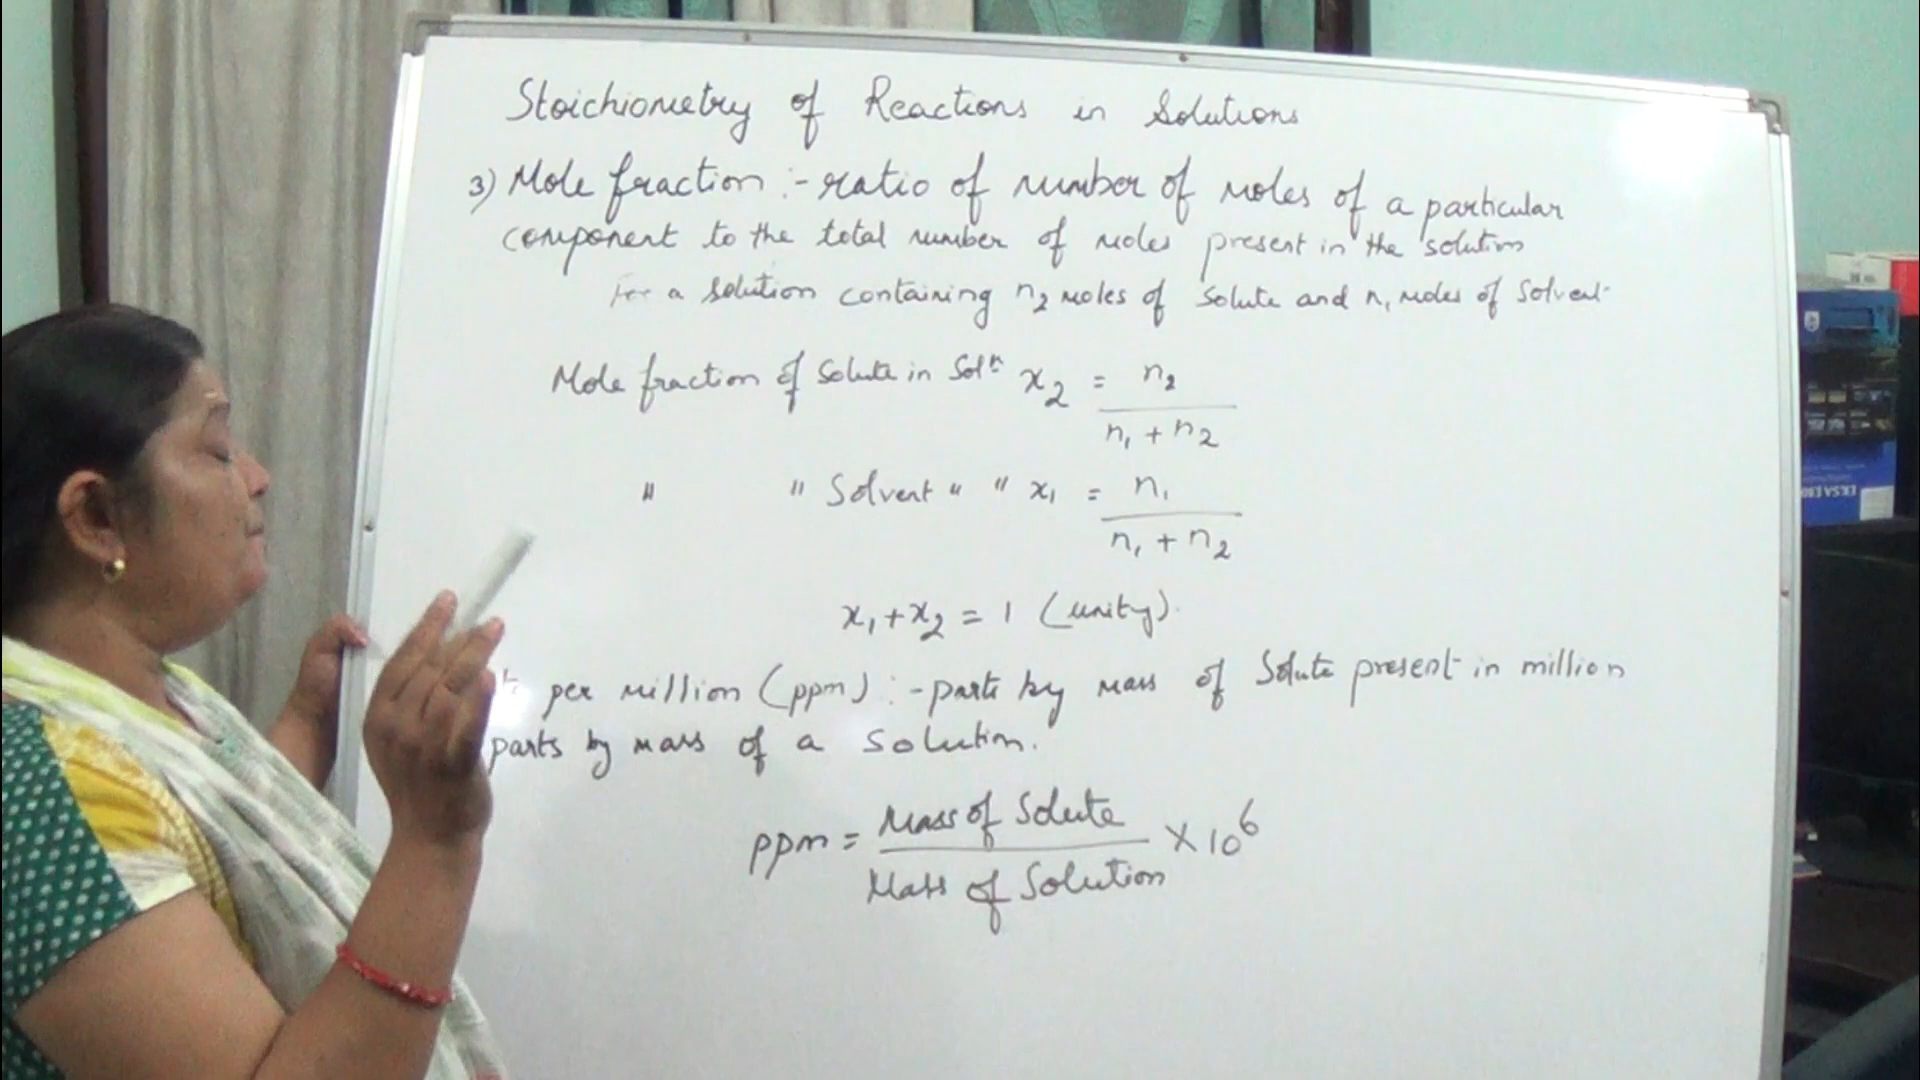 Stoichiometry of Reactions in Solutions
3) Mole fraction :- ratio of number of moles of a particular
component to the total number of moles present in the solution
For a solution containing n₂ moles of solute and n₁ moles of solvent
Mole fraction of solute in Solⁿ x₂ = n₂ / n₁ + n₂
" " Solvent " " x₁ = n₁ / n₁ + n₂
x₁ + x₂ = 1 (unity).
per million (ppm) :- parts by mass of Solute present in million
parts by mass of a solution.
ppm = Mass of Solute / Mass of Solution × 10⁶